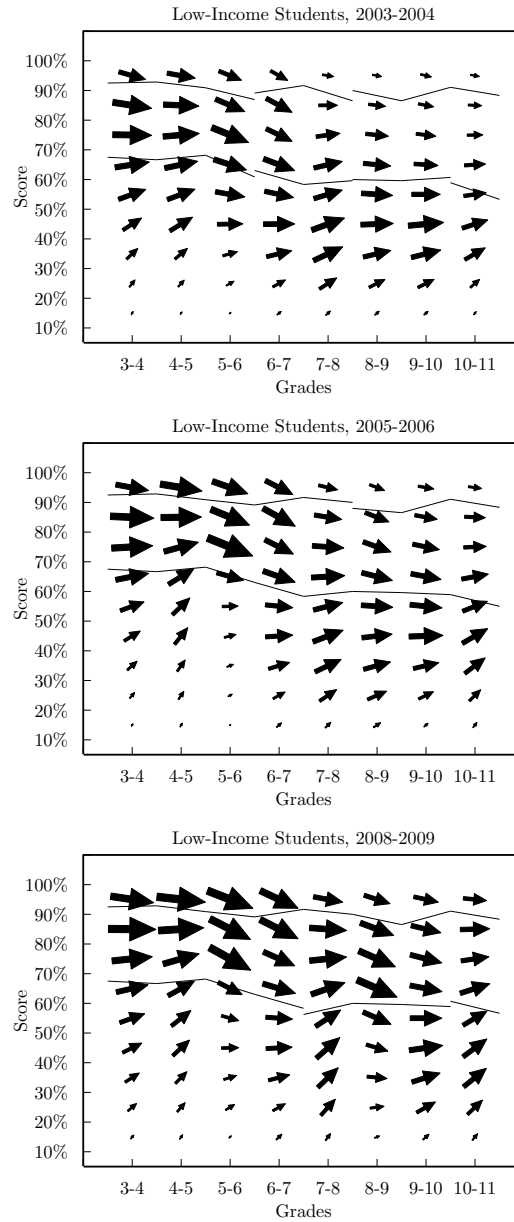 Low-Income Students, 2003-2004
100%
90%
80%
70%
60%
50%
40%
30%
20%
10%
Score
3-4 4-5 5-6 6-7 7-8 8-9 9-10 10-11
Grades
Low-Income Students, 2005-2006
100%
90%
80%
70%
60%
50%
40%
30%
20%
10%
Score
3-4 4-5 5-6 6-7 7-8 8-9 9-10 10-11
Grades
Low-Income Students, 2008-2009
100%
90%
80%
70%
60%
50%
40%
30%
20%
10%
Score
3-4 4-5 5-6 6-7 7-8 8-9 9-10 10-11
Grades